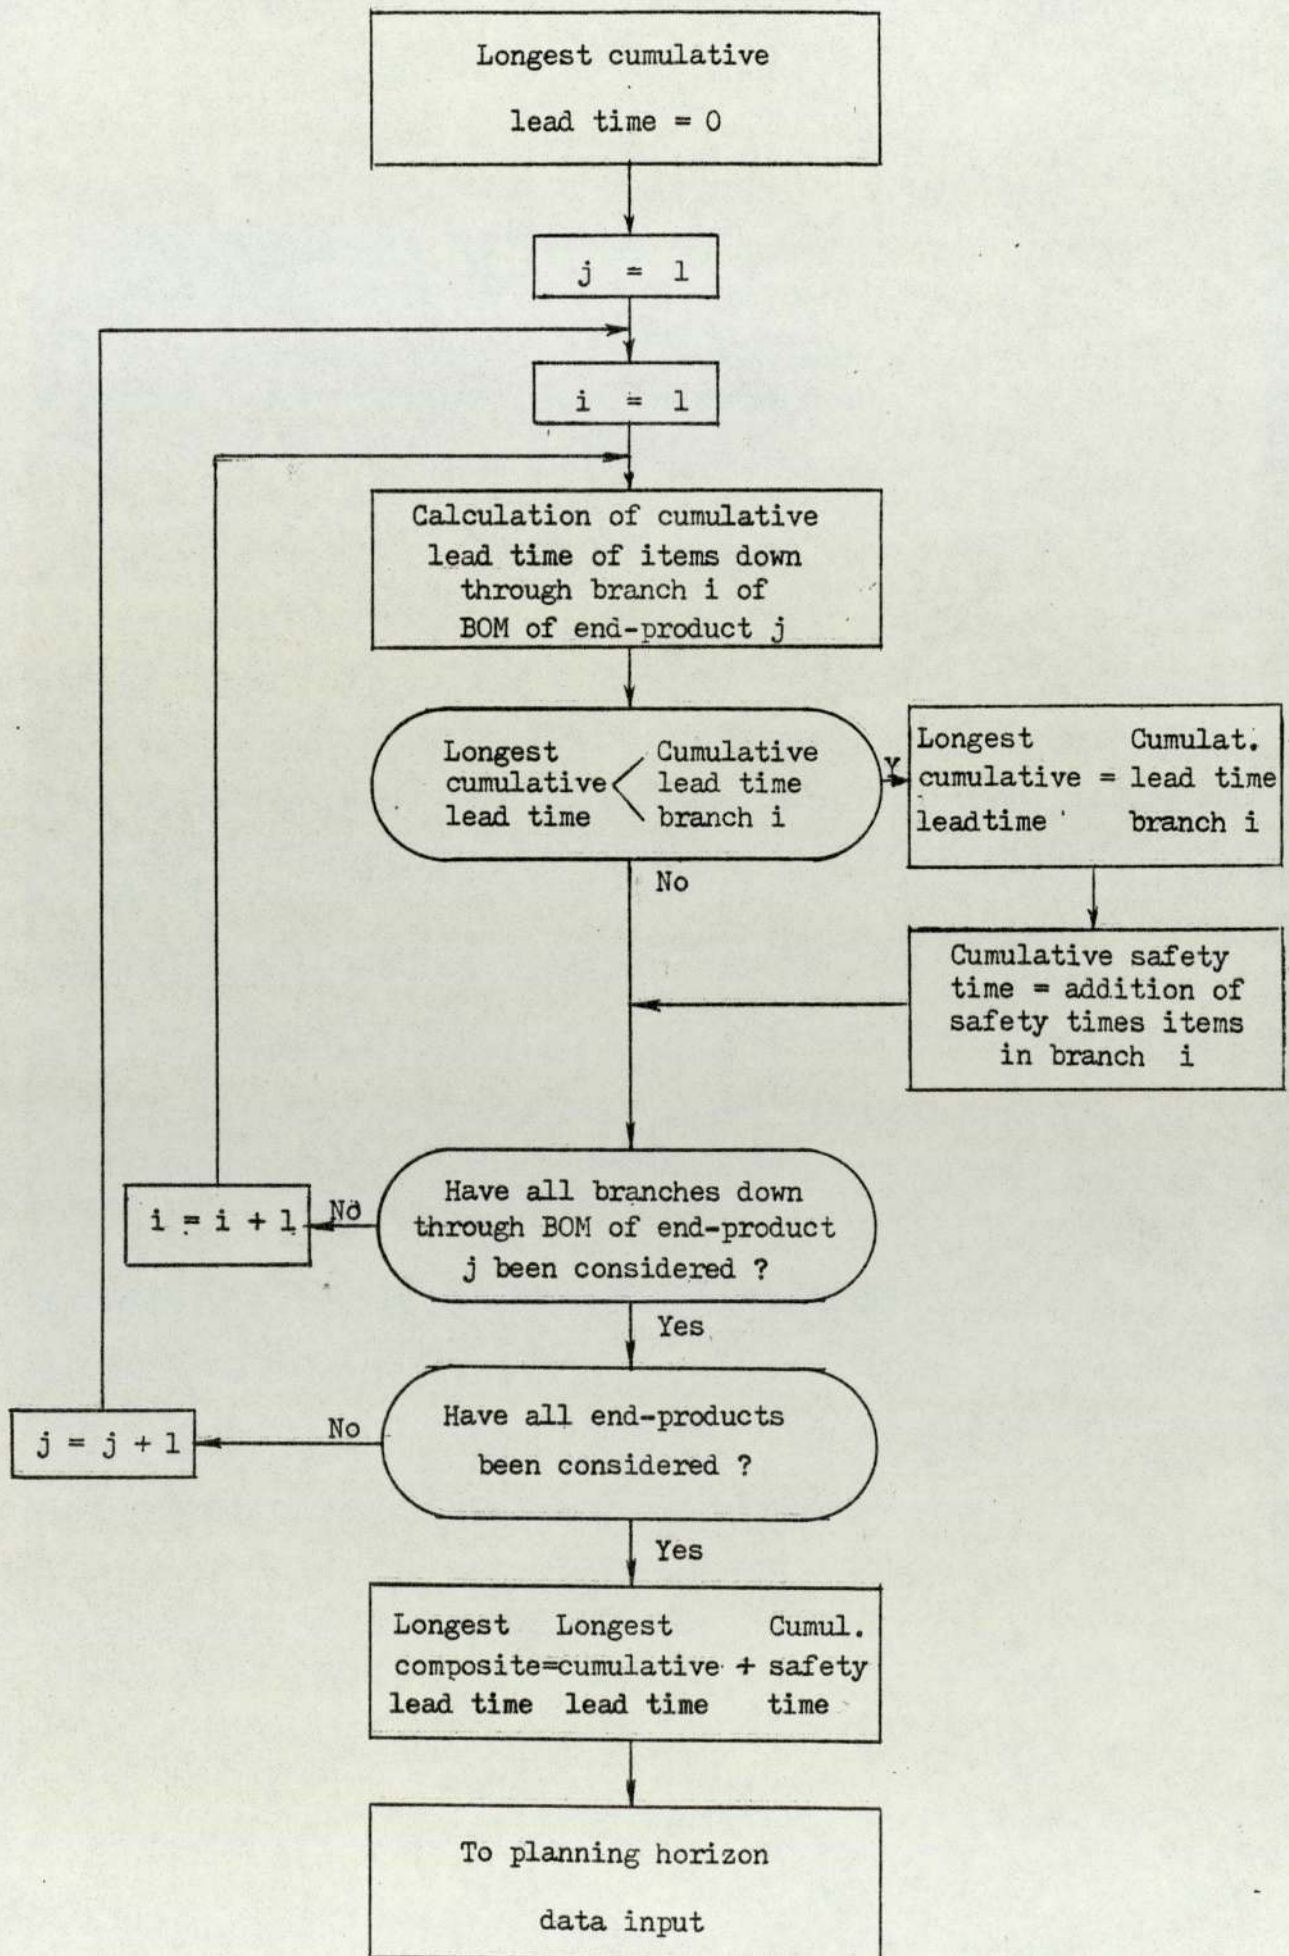 Longest cumulative
lead time = 0
j = 1
i = 1
Calculation of cumulative
lead time of items down
through branch i of
BOM of end-product j
Longest Cumulative
cumulative < lead time
lead time branch i
Y
Longest Cumulat.
cumulative = lead time
leadtime branch i
No
Cumulative safety
time = addition of
safety times items
in branch i
Have all branches down
through BOM of end-product
j been considered ?
No
i = i + 1
Yes
Have all end-products
been considered ?
No
j = j + 1
Yes
Longest Longest Cumul.
composite=cumulative + safety
lead time lead time time
To planning horizon
data input